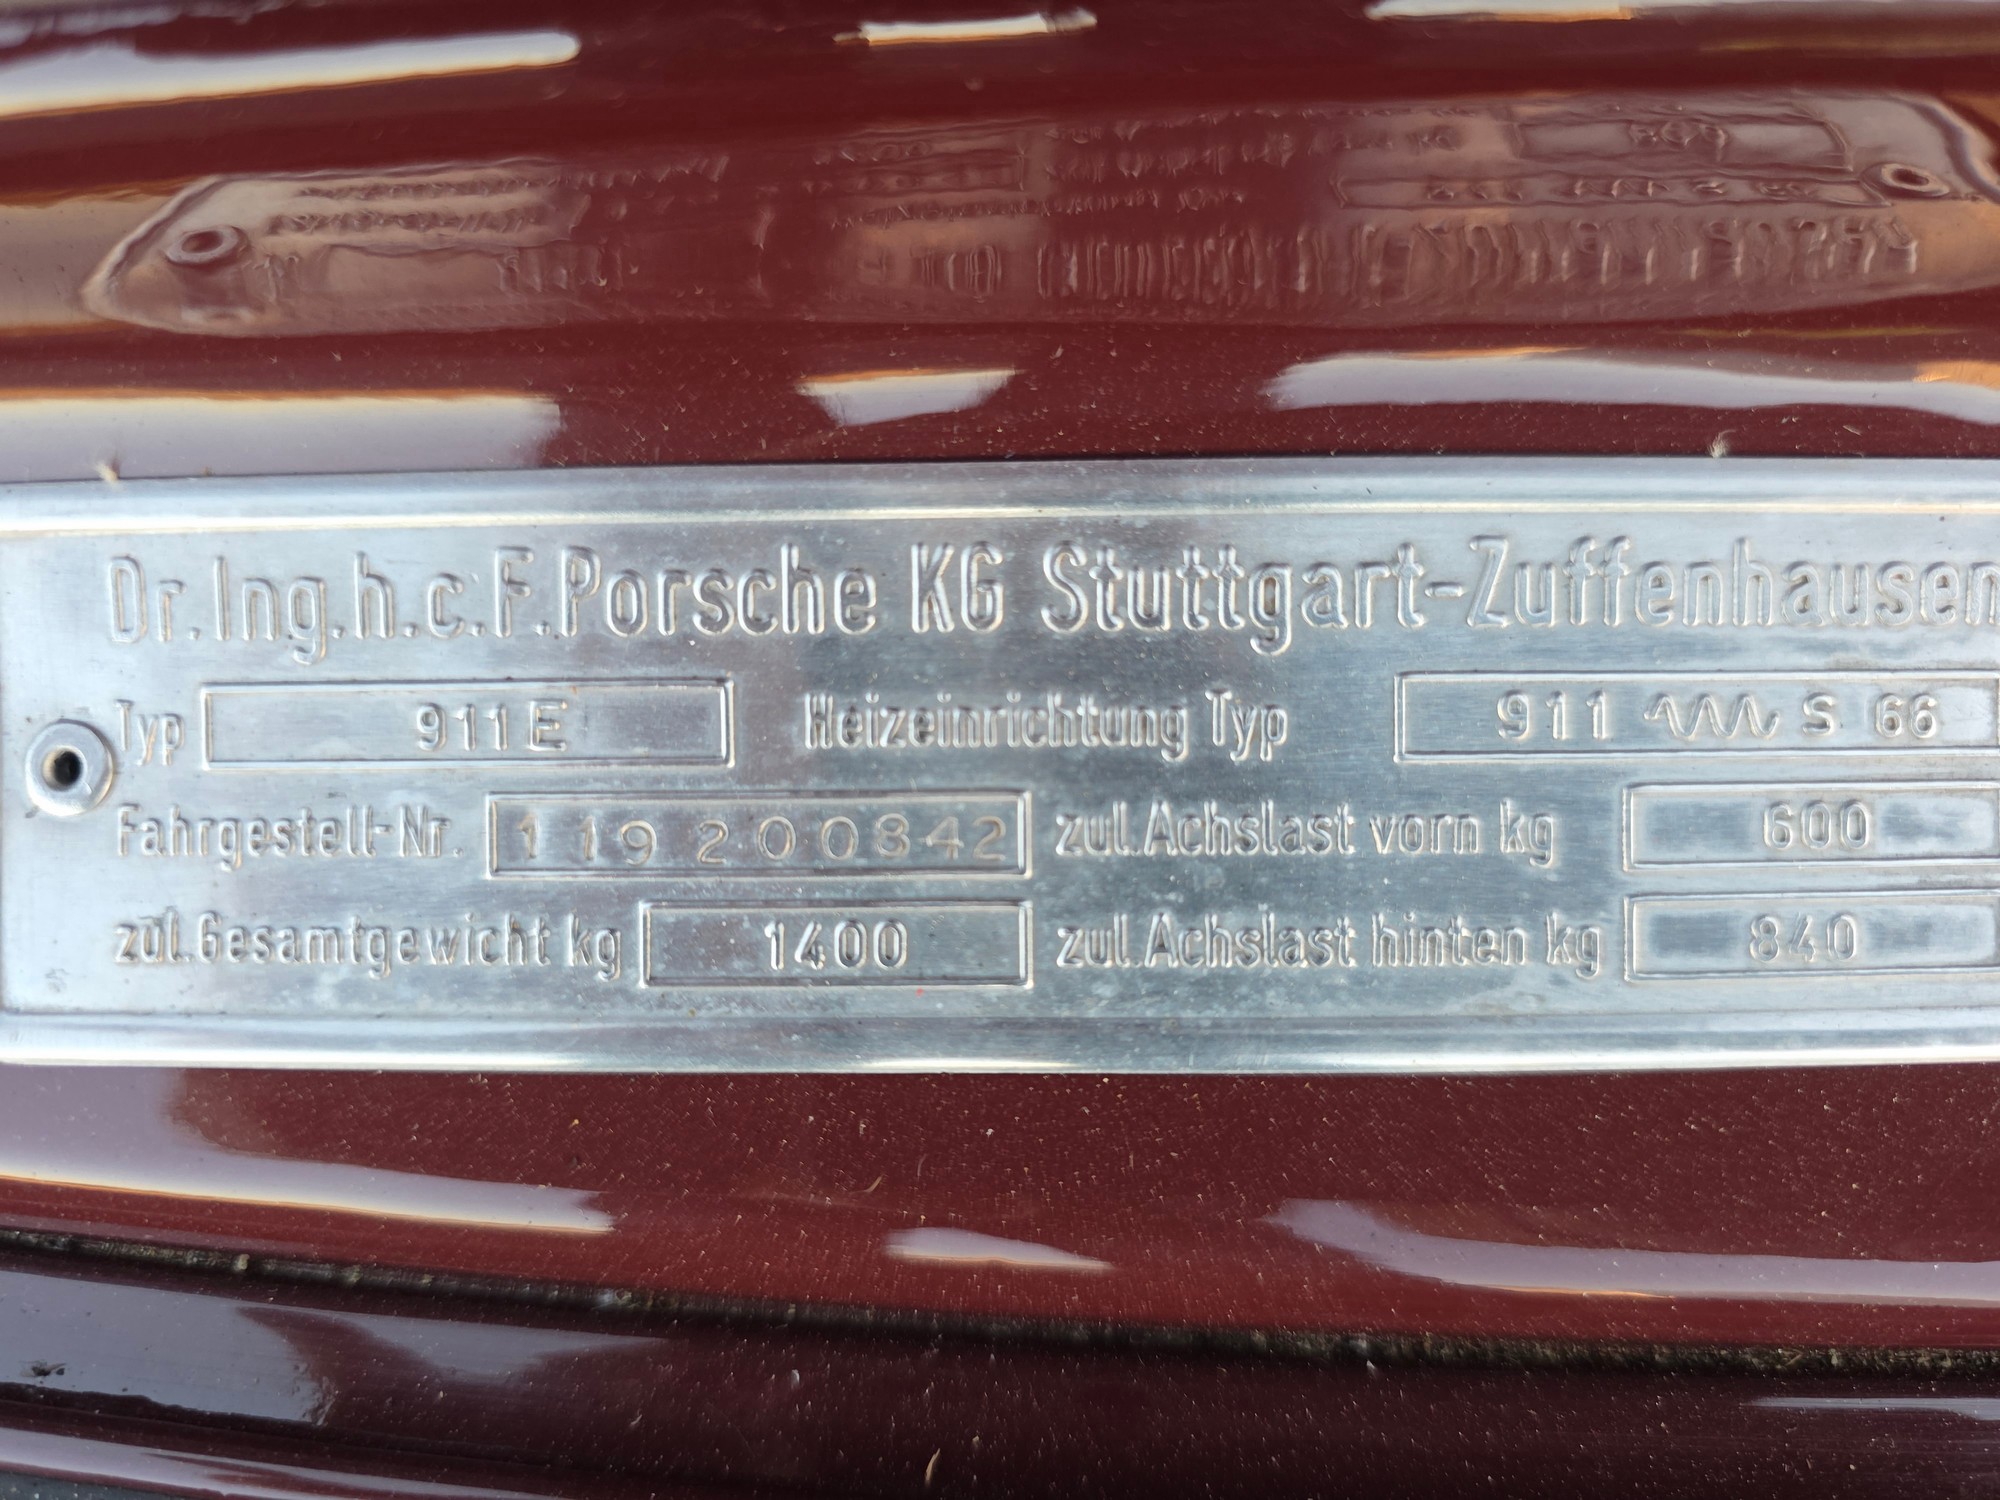 Dr.Ing.h.c.F.Porsche KG Stuttgart-Zuffenhausen
Typ 911E Heizeinrichtung Typ 911 S 66
Fahrgestell-Nr. 119200842 zul.Achslast vorn kg 600
zul.Gesamtgewicht kg 1400 zul.Achslast hinten kg 840